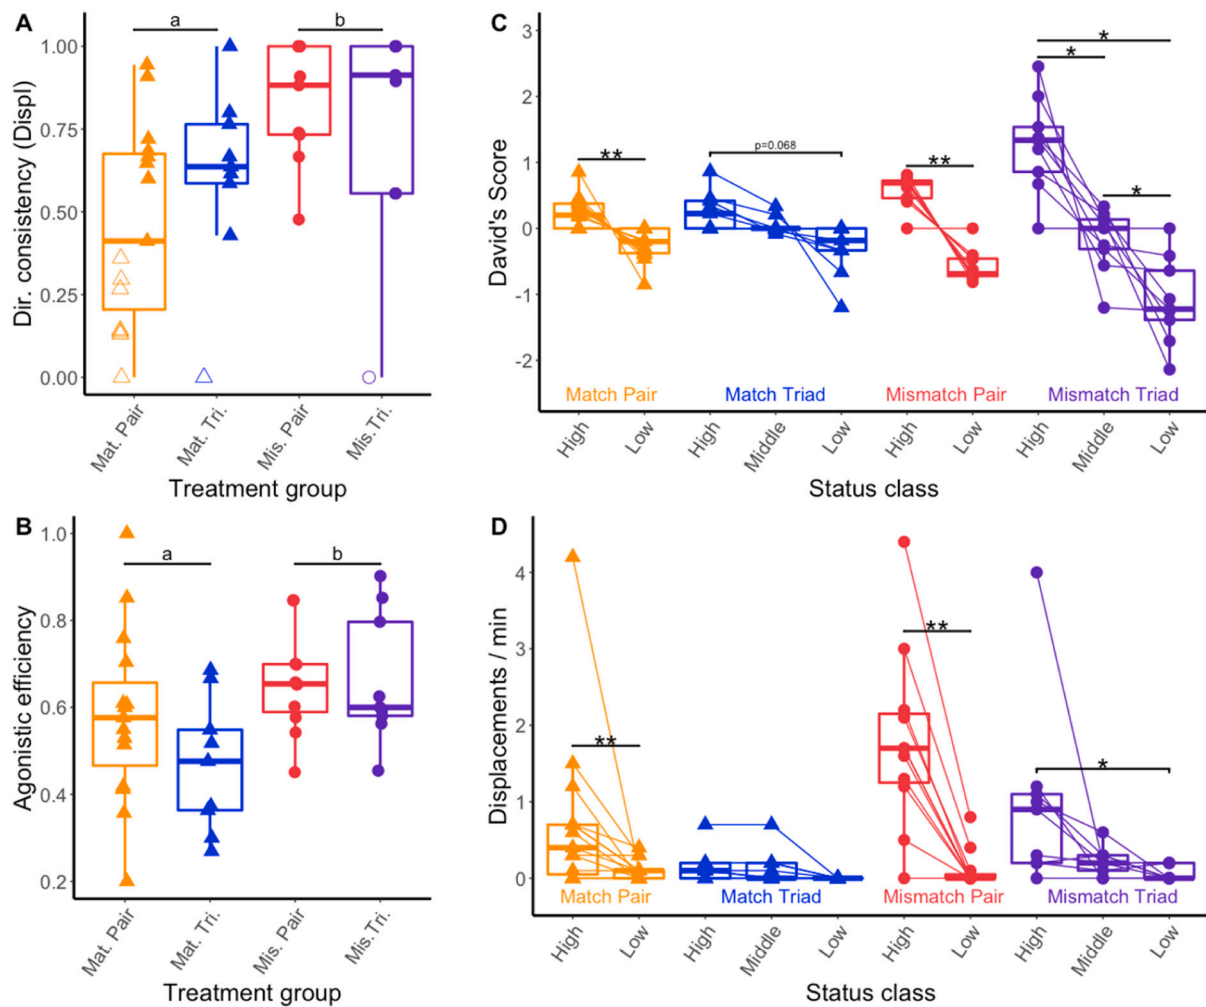 A
a
b
Dir. consistency (Displ)
1.00
0.75
0.50
0.25
0.00
Mat. Pair
Mat. Tri.
Mis. Pair
Mis.Tri.
Treatment group
B
a
b
Agonistic efficiency
1.0
0.8
0.6
0.4
0.2
Mat. Pair
Mat. Tri.
Mis. Pair
Mis.Tri.
Treatment group
C
David's Score
3
2
1
0
-1
-2
**
p=0.068
**
*
*
*
Match Pair
Match Triad
Mismatch Pair
Mismatch Triad
High
Low
High
Middle
Low
High
Low
High
Middle
Low
Status class
D
Displacements / min
4
3
2
1
0
**
**
*
Match Pair
Match Triad
Mismatch Pair
Mismatch Triad
High
Low
High
Middle
Low
High
Low
High
Middle
Low
Status class